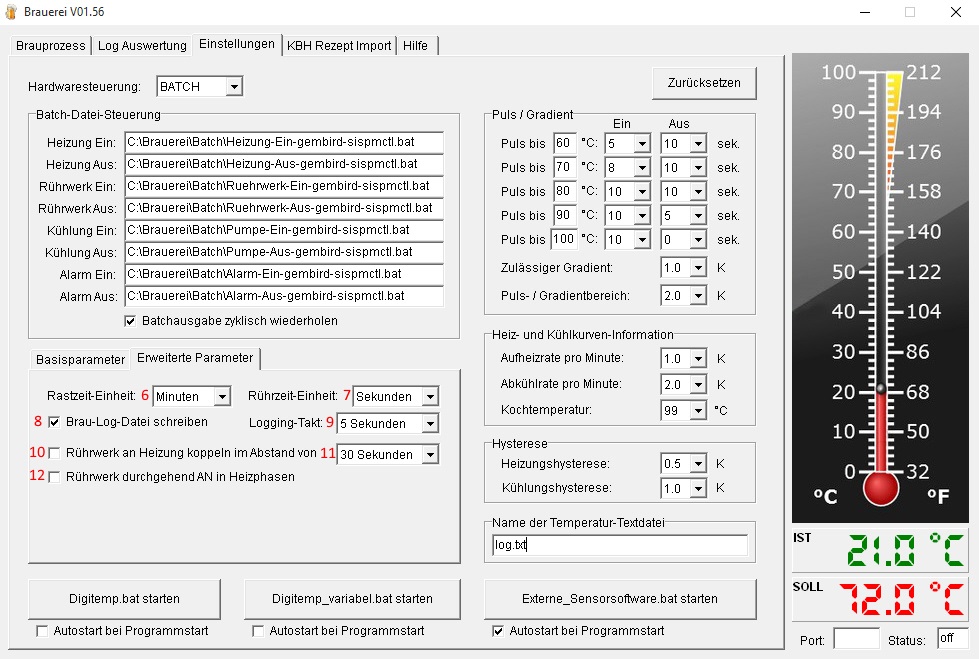 Brauerei V01.56
Brauprozess Log Auswertung Einstellungen KBH Rezept Import Hilfe
Hardwaresteuerung: BATCH
Zurücksetzen
Batch-Datei-Steuerung
Heizung Ein: C:\Brauerei\Batch\Heizung-Ein-gembird-sispmctl.bat
Heizung Aus: C:\Brauerei\Batch\Heizung-Aus-gembird-sispmctl.bat
Rührwerk Ein: C:\Brauerei\Batch\Ruehrwerk-Ein-gembird-sispmctl.bat
Rührwerk Aus: C:\Brauerei\Batch\Ruehrwerk-Aus-gembird-sispmctl.bat
Kühlung Ein: C:\Brauerei\Batch\Pumpe-Ein-gembird-sispmctl.bat
Kühlung Aus: C:\Brauerei\Batch\Pumpe-Aus-gembird-sispmctl.bat
Alarm Ein: C:\Brauerei\Batch\Alarm-Ein-gembird-sispmctl.bat
Alarm Aus: C:\Brauerei\Batch\Alarm-Aus-gembird-sispmctl.bat
Batchausgabe zyklisch wiederholen
Basisparameter Erweiterte Parameter
Rastzeit-Einheit: 6 Minuten Rührzeit-Einheit: 7 Sekunden
8 Brau-Log-Datei schreiben Logging-Takt: 9 5 Sekunden
10 Rührwerk an Heizung koppeln im Abstand von 11 30 Sekunden
12 Rührwerk durchgehend AN in Heizphasen
Puls / Gradient
Ein Aus
Puls bis 60 °C: 5 10 sek.
Puls bis 70 °C: 8 10 sek.
Puls bis 80 °C: 10 10 sek.
Puls bis 90 °C: 10 5 sek.
Puls bis 100 °C: 10 0 sek.
Zulässiger Gradient: 1.0 K
Puls- / Gradientbereich: 2.0 K
Heiz- und Kühlkurven-Information
Aufheizrate pro Minute: 1.0 K
Abkühlrate pro Minute: 2.0 K
Kochtemperatur: 99 °C
Hysterese
Heizungshysterese: 0.5 K
Kühlungshysterese: 1.0 K
Name der Temperatur-Textdatei
log.txt
Digitemp.bat starten Digitemp_variabel.bat starten Externe_Sensorsoftware.bat starten
Autostart bei Programmstart Autostart bei Programmstart Autostart bei Programmstart
100 212
90 194
80 176
70 158
60 140
50 122
40 104
30 86
20 68
10 50
0 32
°C °F
IST 21.0 °C
SOLL 72.0 °C
Port: Status: off